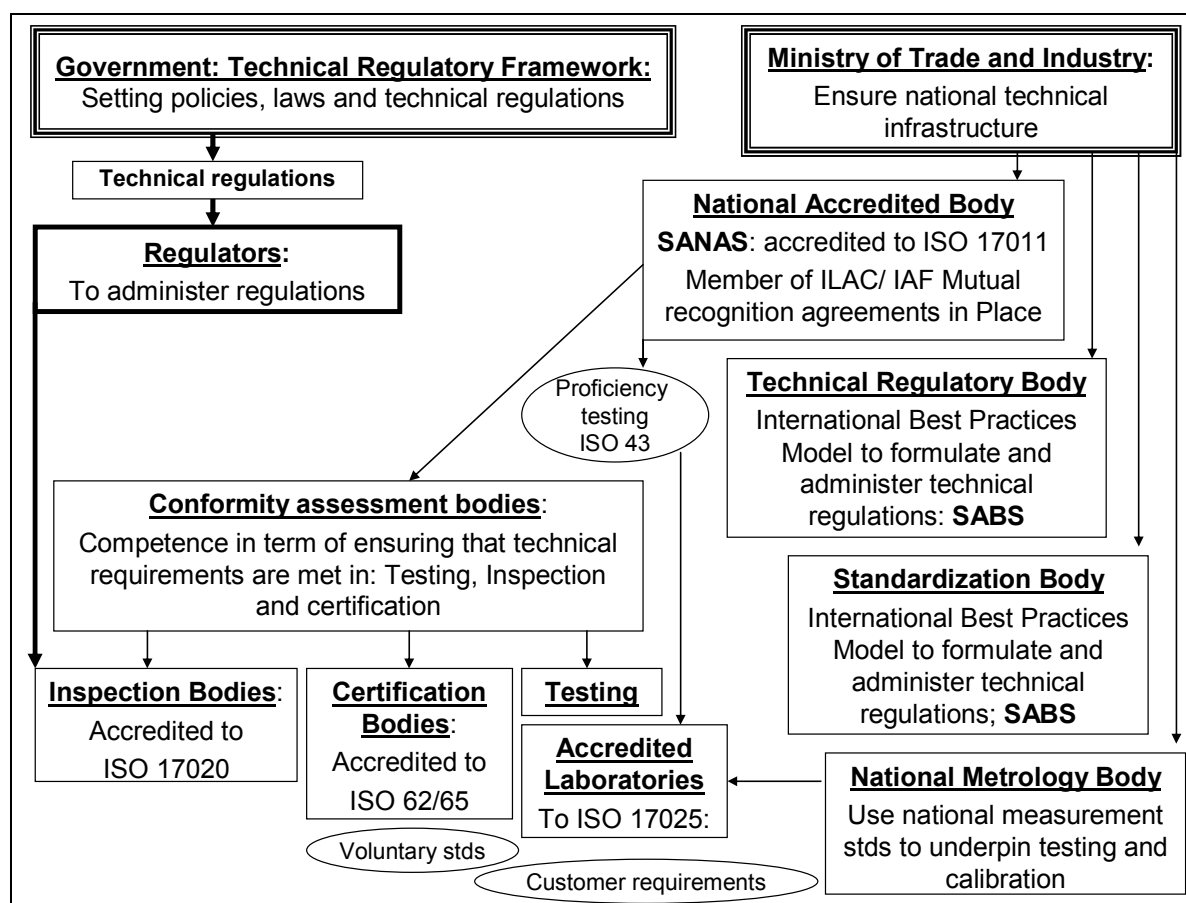 Government: Technical Regulatory Framework:
Setting policies, laws and technical regulations
Ministry of Trade and Industry:
Ensure national technical
infrastructure
Technical regulations
Regulators:
To administer regulations
National Accredited Body
SANAS: accredited to ISO 17011
Member of ILAC/ IAF Mutual
recognition agreements in Place
Proficiency
testing
ISO 43
Technical Regulatory Body
International Best Practices
Model to formulate and
administer technical
regulations: SABS
Conformity assessment bodies:
Competence in term of ensuring that technical
requirements are met in: Testing, Inspection
and certification
Standardization Body
International Best Practices
Model to formulate and
administer technical
regulations; SABS
Inspection Bodies:
Accredited to
ISO 17020
Certification
Bodies:
Accredited to
ISO 62/65
Testing
Accredited
Laboratories
To ISO 17025:
National Metrology Body
Use national measurement
stds to underpin testing and
calibration
Voluntary stds
Customer requirements